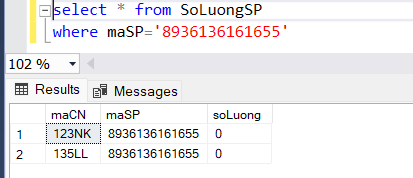 select * from SoLuongSP
where maSP='8936136161655'
102 %
Results Messages
maCN maSP soLuong
1 123NK 8936136161655 0
2 135LL 8936136161655 0